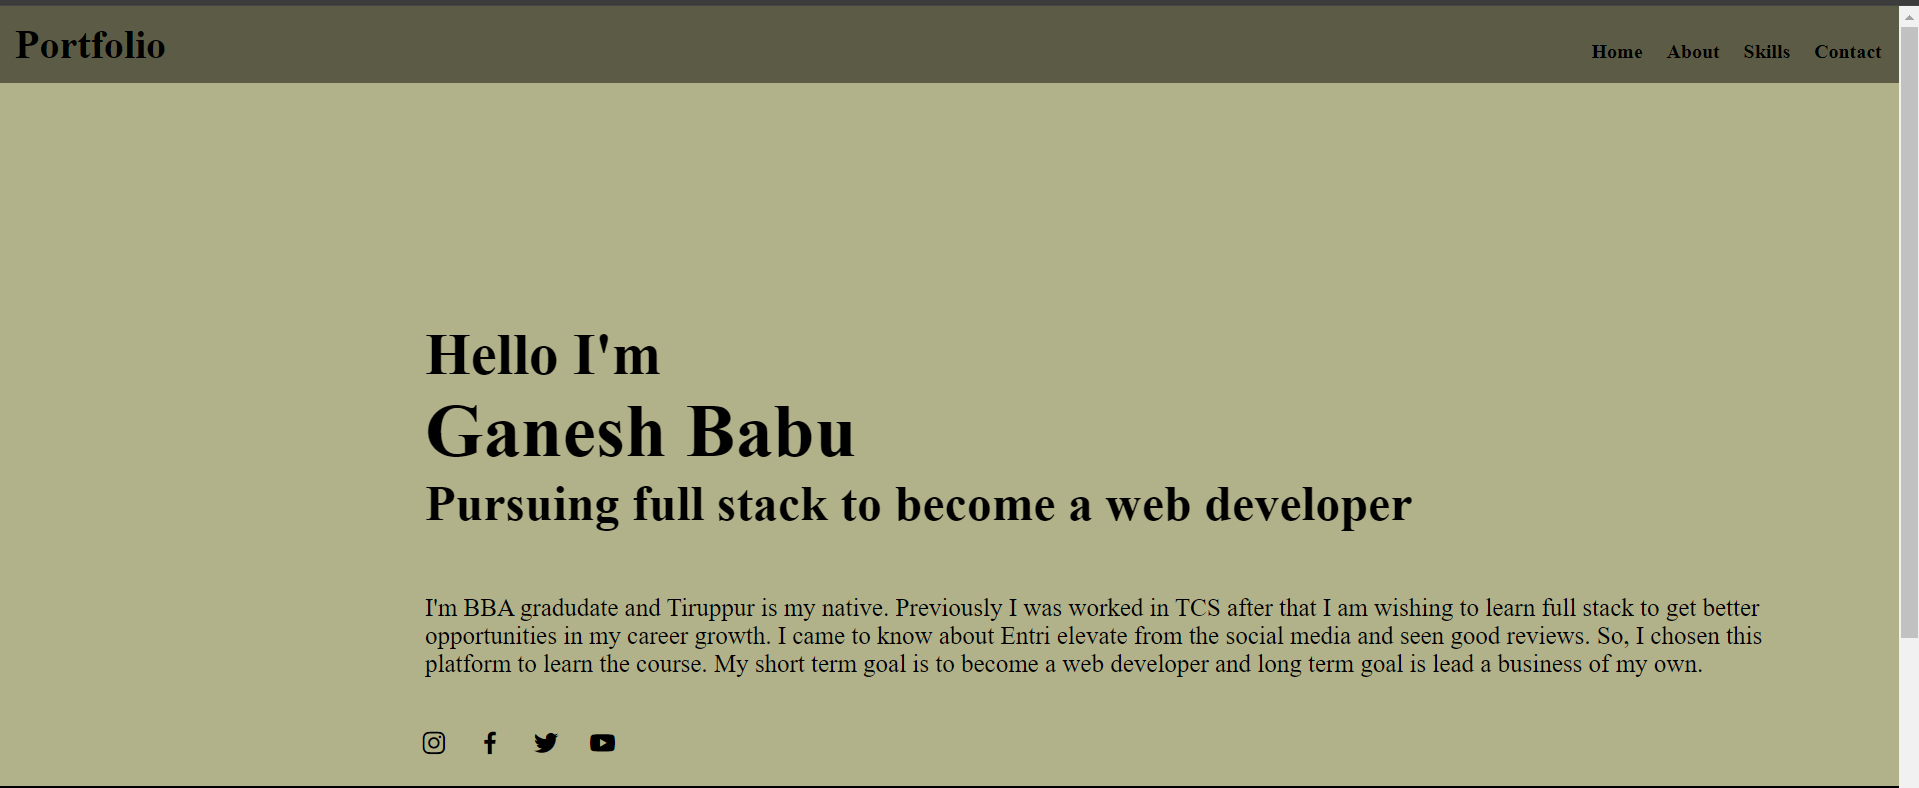 Portfolio
Home About Skills Contact
Hello I'm
Ganesh Babu
Pursuing full stack to become a web developer
I'm BBA gradudate and Tiruppur is my native. Previously I was worked in TCS after that I am wishing to learn full stack to get better
opportunities in my career growth. I came to know about Entri elevate from the social media and seen good reviews. So, I chosen this
platform to learn the course. My short term goal is to become a web developer and long term goal is lead a business of my own.